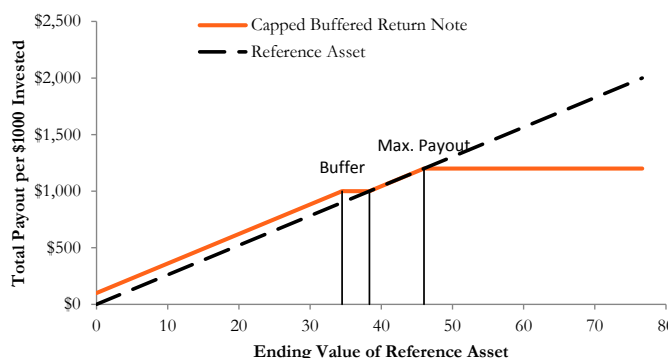 $2,500
Capped Buffered Return Note
Reference Asset
$2,000
$1,500
Max. Payout
Buffer
$1,000
$500
$0
Total Payout per $1000 Invested
0 10 20 30 40 50 60 70 80
Ending Value of Reference Asset